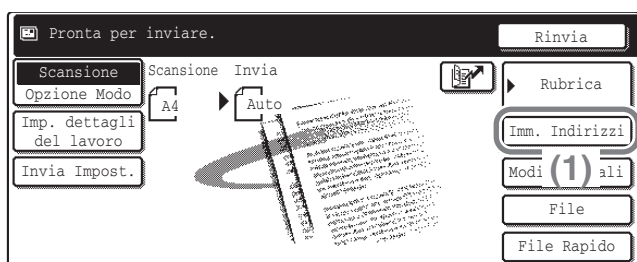 Pronta per inviare.
Rinvia
Scansione
Opzione Modo
Imp. dettagli
del lavoro
Invia Impost.
Scansione
Invia
A4
Auto
Rubrica
Imm. Indirizzi
(1)
File
File Rapido